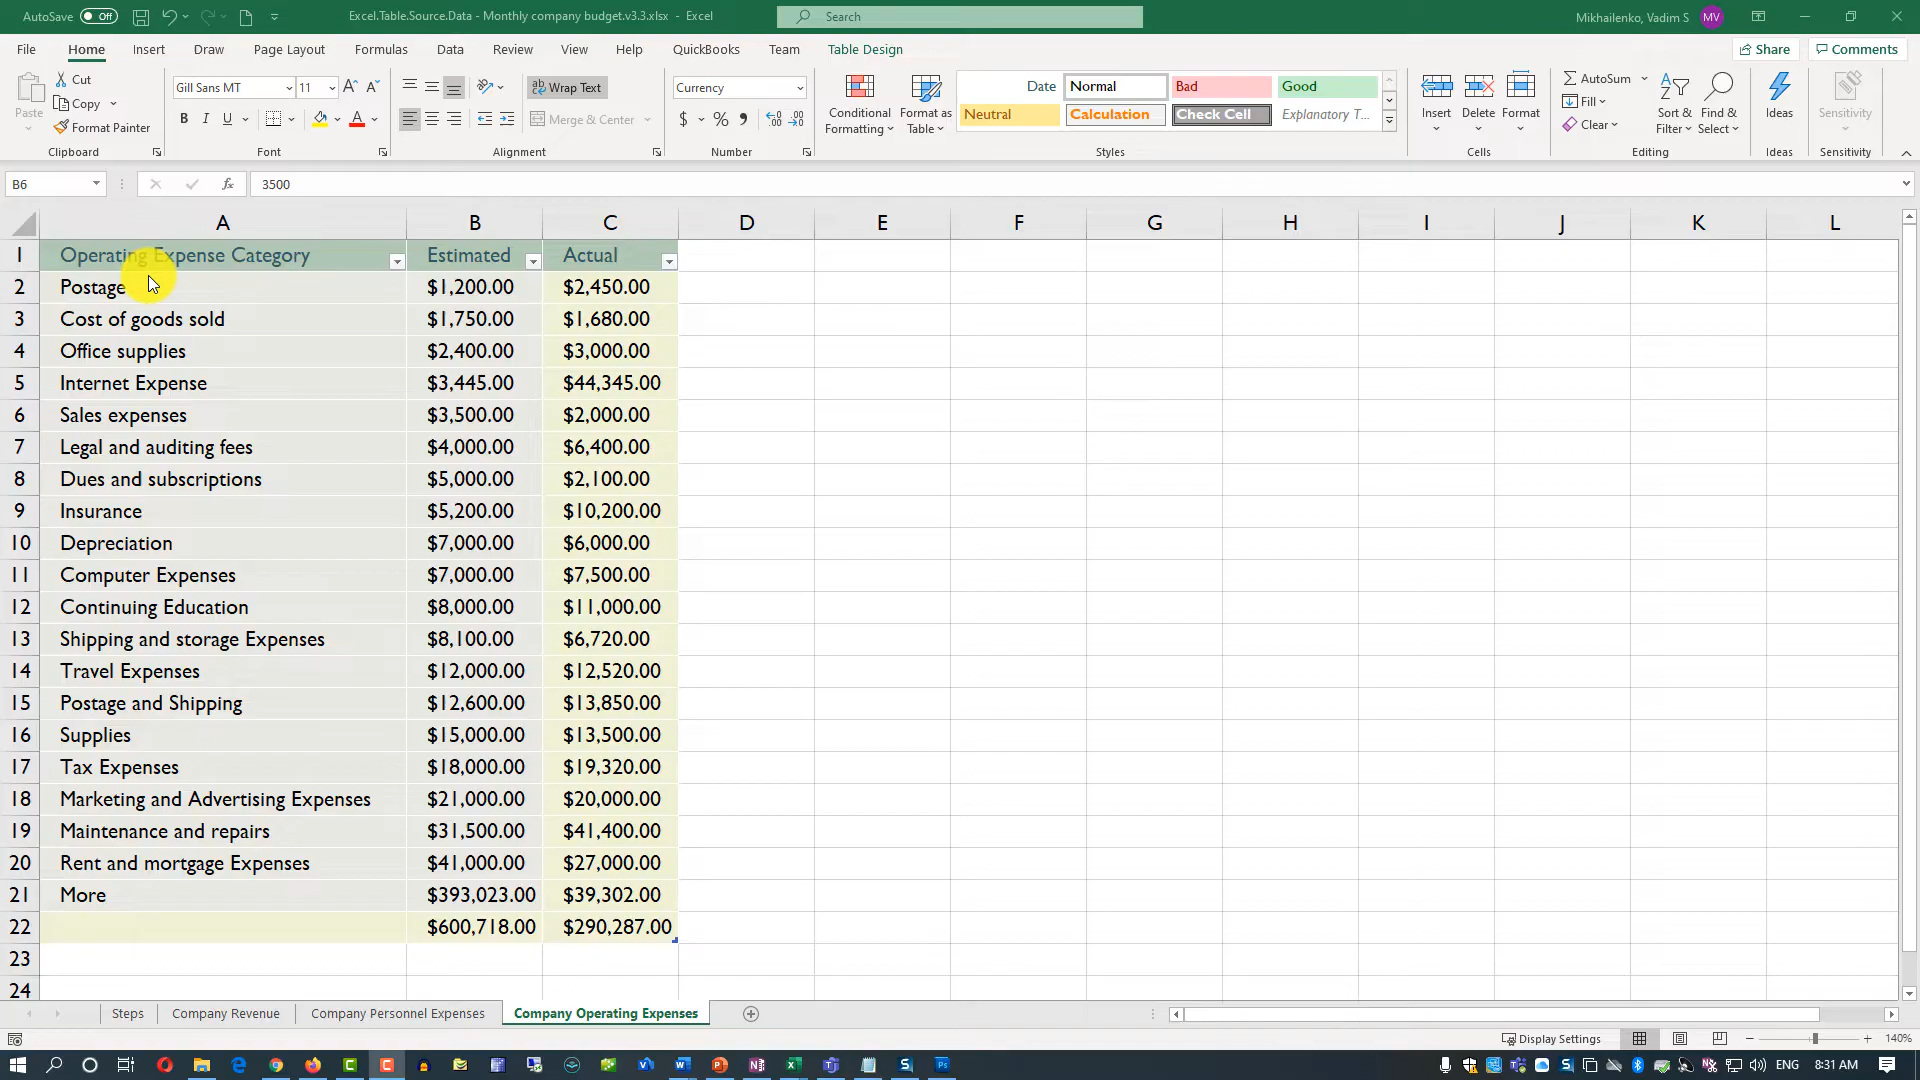 AutoSave Off Excel.Table.Source.Data - Monthly company budget.v3.3.xlsx - Excel Search Mikhailenko, Vadim S MV
File Home Insert Draw Page Layout Formulas Data Review View Help QuickBooks Team Table Design Share Comments
Paste Cut Copy Format Painter Clipboard
Gill Sans MT 11 A A B I U A Font
Wrap Text Merge & Center Alignment
Currency $ % Number
Conditional Formatting Format as Table
Date Normal Bad Good
Neutral Calculation Check Cell Explanatory T...
Styles
Insert Delete Format Cells
AutoSum Fill Clear Sort & Filter Find & Select Editing
Ideas Ideas
Sensitivity Sensitivity
B6 fx 3500
A B C D E F G H I J K L
1 Operating Expense Category Estimated Actual
2 Postage $1,200.00 $2,450.00
3 Cost of goods sold $1,750.00 $1,680.00
4 Office supplies $2,400.00 $3,000.00
5 Internet Expense $3,445.00 $44,345.00
6 Sales expenses $3,500.00 $2,000.00
7 Legal and auditing fees $4,000.00 $6,400.00
8 Dues and subscriptions $5,000.00 $2,100.00
9 Insurance $5,200.00 $10,200.00
10 Depreciation $7,000.00 $6,000.00
11 Computer Expenses $7,000.00 $7,500.00
12 Continuing Education $8,000.00 $11,000.00
13 Shipping and storage Expenses $8,100.00 $6,720.00
14 Travel Expenses $12,000.00 $12,520.00
15 Postage and Shipping $12,600.00 $13,850.00
16 Supplies $15,000.00 $13,500.00
17 Tax Expenses $18,000.00 $19,320.00
18 Marketing and Advertising Expenses $21,000.00 $20,000.00
19 Maintenance and repairs $31,500.00 $41,400.00
20 Rent and mortgage Expenses $41,000.00 $27,000.00
21 More $393,023.00 $39,302.00
22 $600,718.00 $290,287.00
23
24
Steps Company Revenue Company Personnel Expenses Company Operating Expenses
Display Settings 140%
ENG 8:31 AM